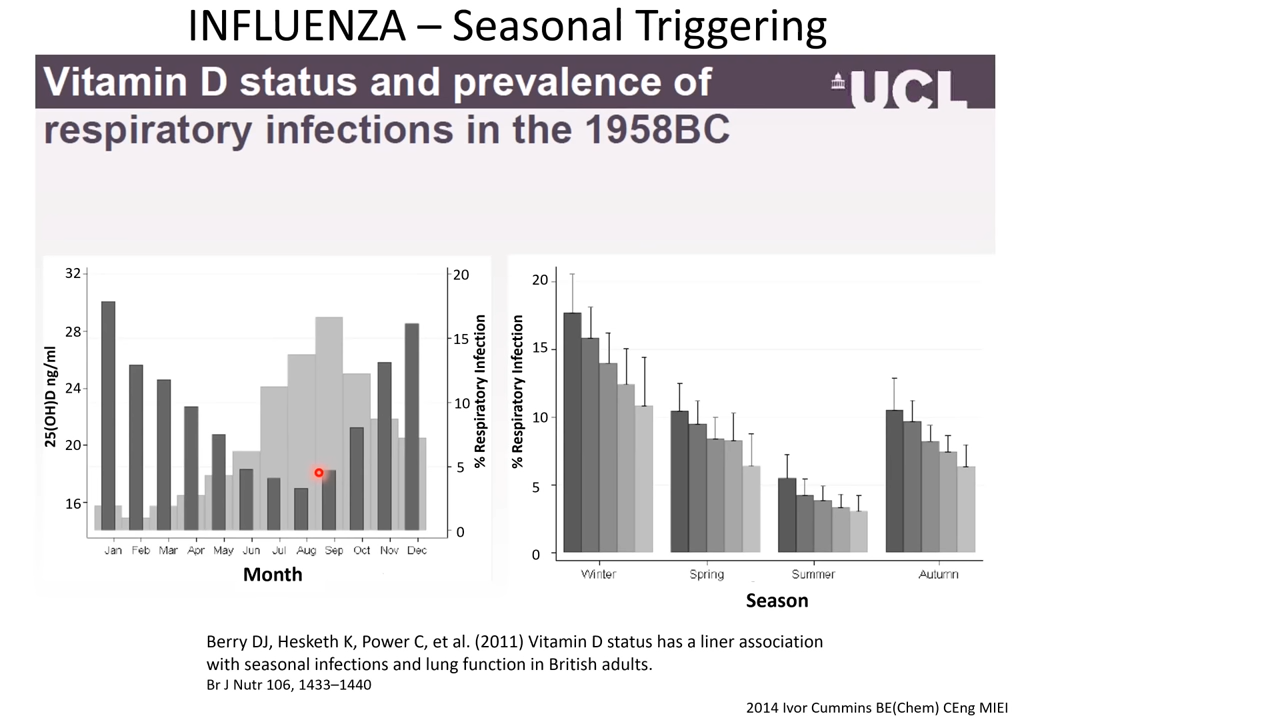 INFLUENZA – Seasonal Triggering
Vitamin D status and prevalence of
UCL
respiratory infections in the 1958BC
32
28
24
20
16
25(OH)D ng/ml
20
15
10
5
0
% Respiratory Infection
Jan Feb Mar Apr May Jun Jul Aug Sep Oct Nov Dec
Month
20
15
10
5
0
% Respiratory Infection
Winter Spring Summer Autumn
Season
Berry DJ, Hesketh K, Power C, et al. (2011) Vitamin D status has a liner association
with seasonal infections and lung function in British adults.
Br J Nutr 106, 1433–1440
2014 Ivor Cummins BE(Chem) CEng MIEI